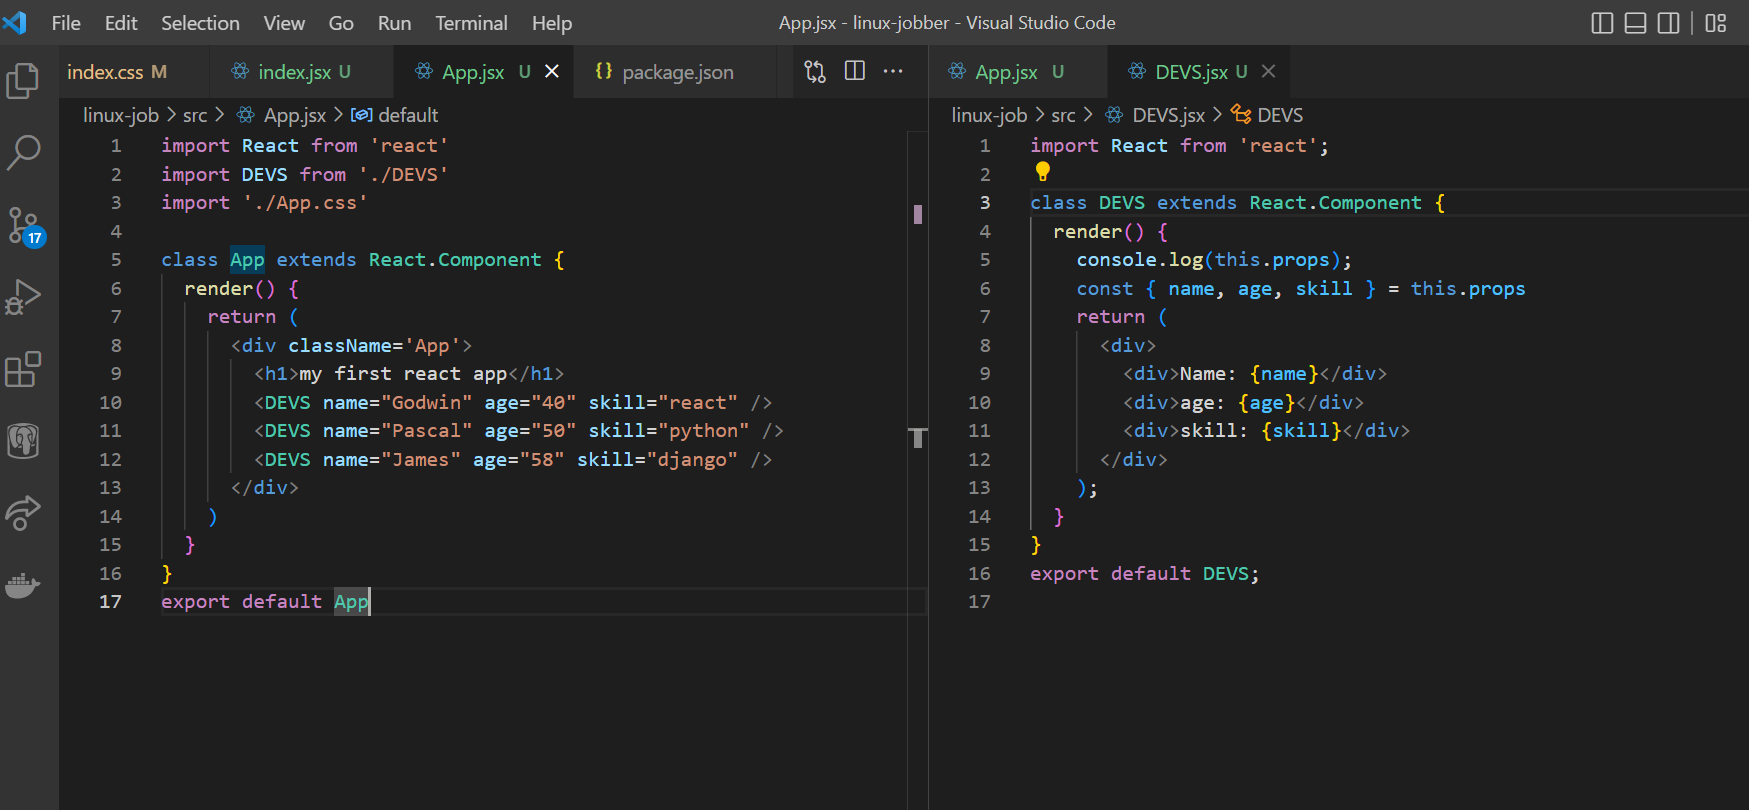 File Edit Selection View Go Run Terminal Help App.jsx - linux-jobber - Visual Studio Code
index.css M index.jsx U App.jsx U package.json
linux-job > src > App.jsx > default
1 import React from 'react'
2 import DEVS from './DEVS'
3 import './App.css'
4
5 class App extends React.Component {
6 render() {
7 return (
8 <div className='App'>
9 <h1>my first react app</h1>
10 <DEVS name="Godwin" age="40" skill="react" />
11 <DEVS name="Pascal" age="50" skill="python" />
12 <DEVS name="James" age="58" skill="django" />
13 </div>
14 )
15 }
16 }
17 export default App
App.jsx U DEVS.jsx U
linux-job > src > DEVS.jsx > DEVS
1 import React from 'react';
2
3 class DEVS extends React.Component {
4 render() {
5 console.log(this.props);
6 const { name, age, skill } = this.props
7 return (
8 <div>
9 <div>Name: {name}</div>
10 <div>age: {age}</div>
11 <div>skill: {skill}</div>
12 </div>
13 );
14 }
15 }
16 export default DEVS;
17
17